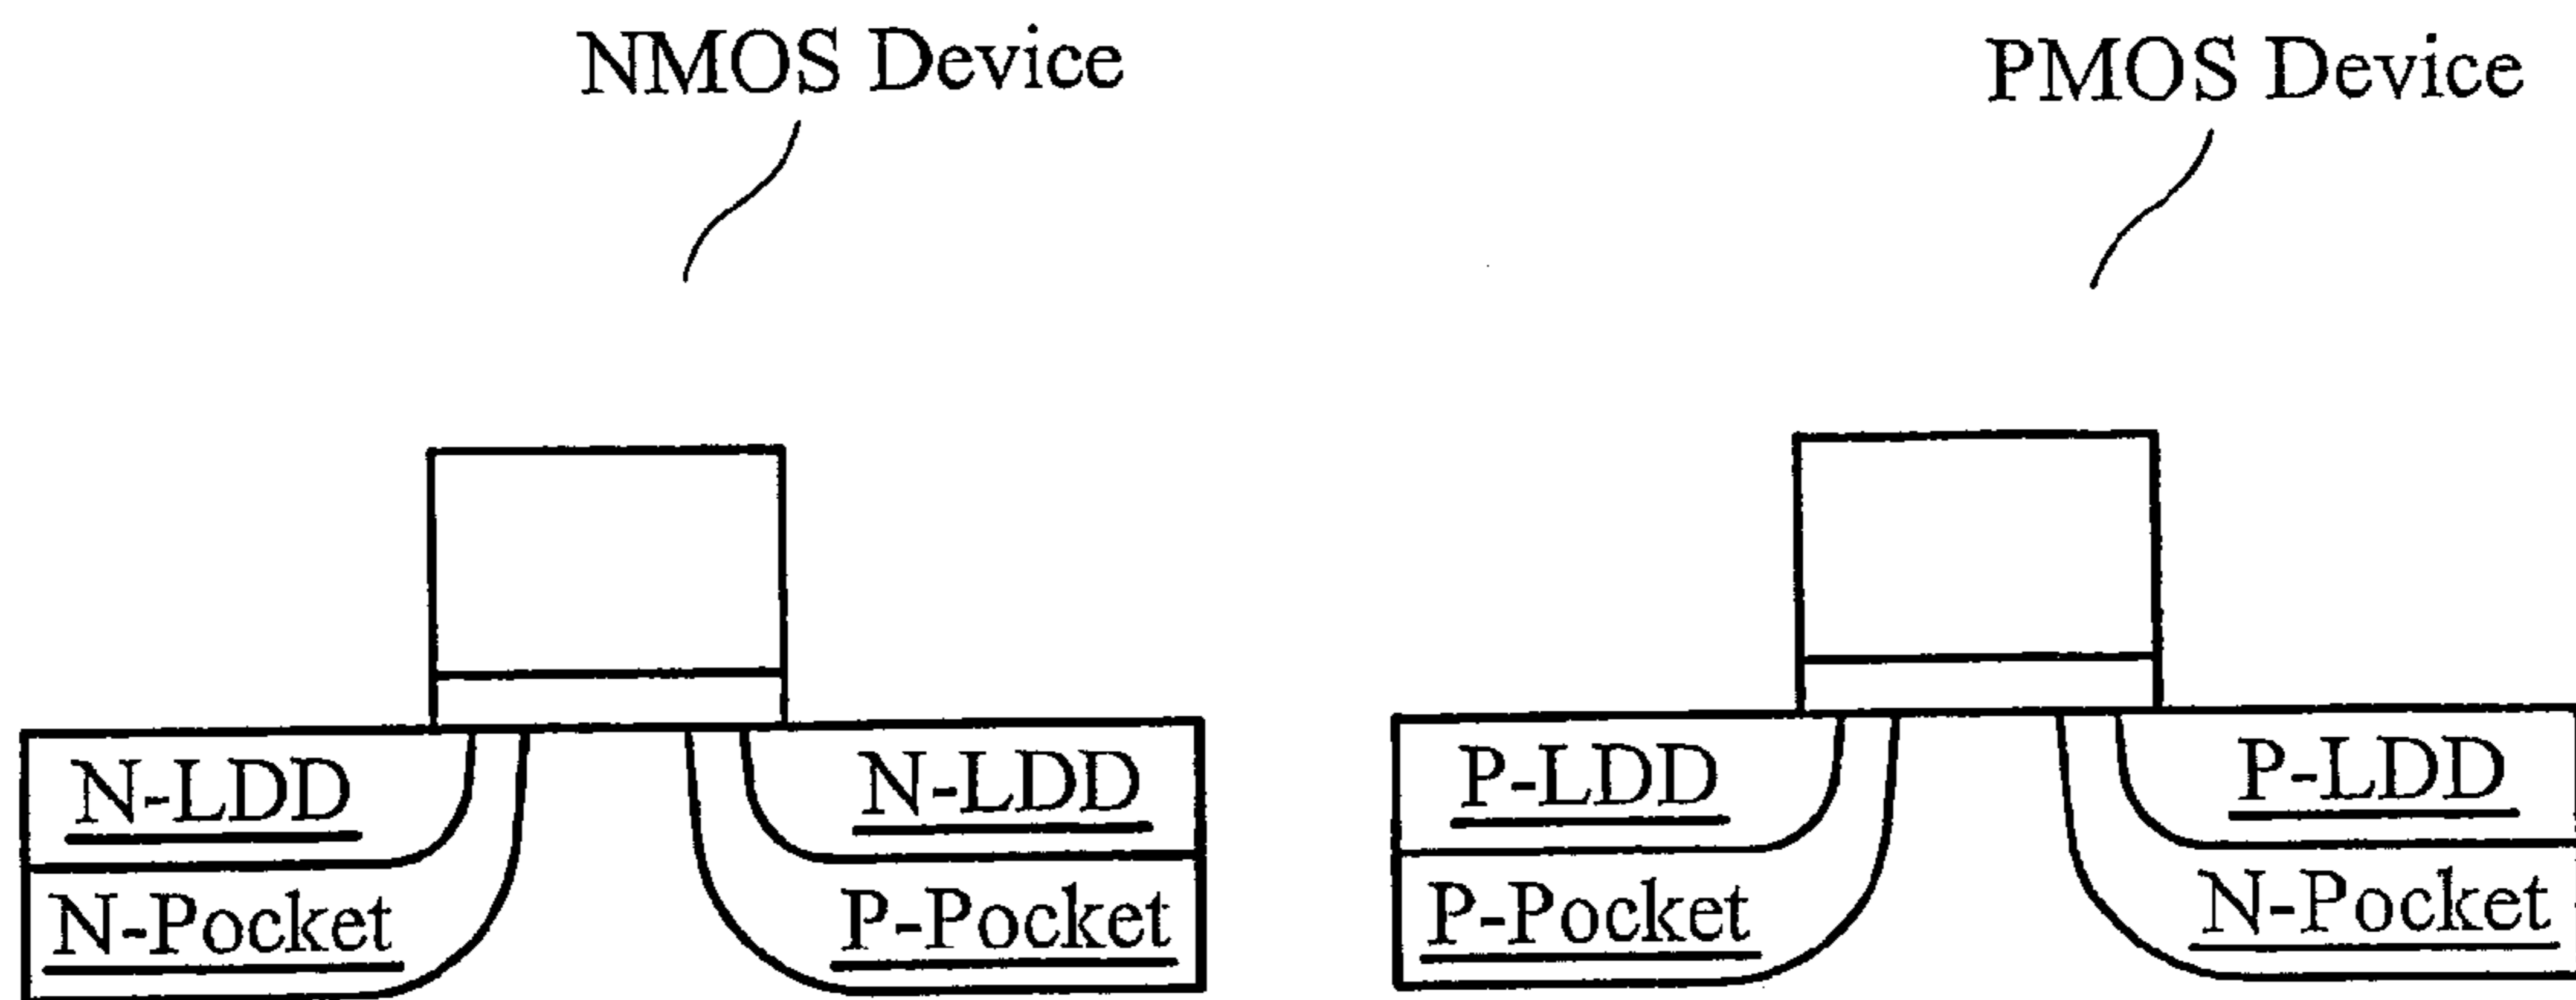 NMOS Device
PMOS Device
N-LDD
N-LDD
P-LDD
P-LDD
N-Pocket
P-Pocket
P-Pocket
N-Pocket